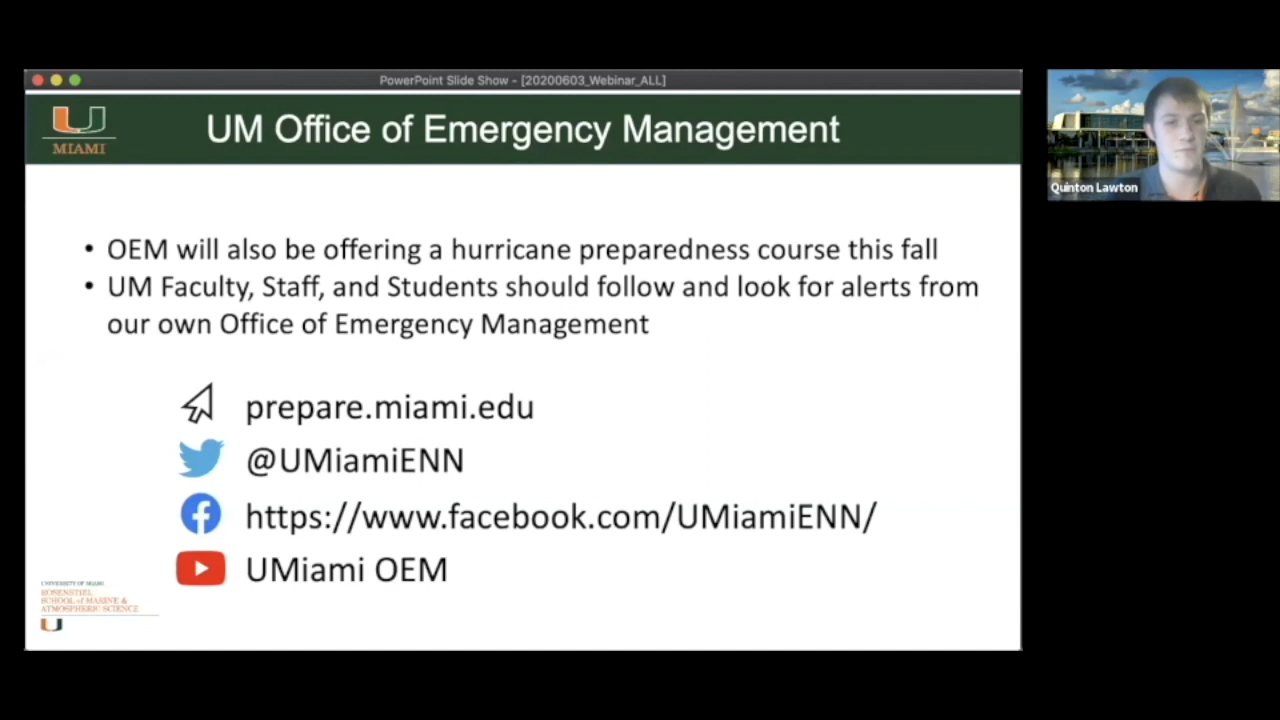 PowerPoint Slide Show - [20200603_Webinar_ALL]
U
MIAMI
UM Office of Emergency Management
Quinton Lawton
• OEM will also be offering a hurricane preparedness course this fall
• UM Faculty, Staff, and Students should follow and look for alerts from
our own Office of Emergency Management
prepare.miami.edu
@UMiamiENN
https://www.facebook.com/UMiamiENN/
UMiami OEM
UNIVERSITY OF MIAMI
ROSENSTIEL
SCHOOL of MARINE &
ATMOSPHERIC SCIENCE
U